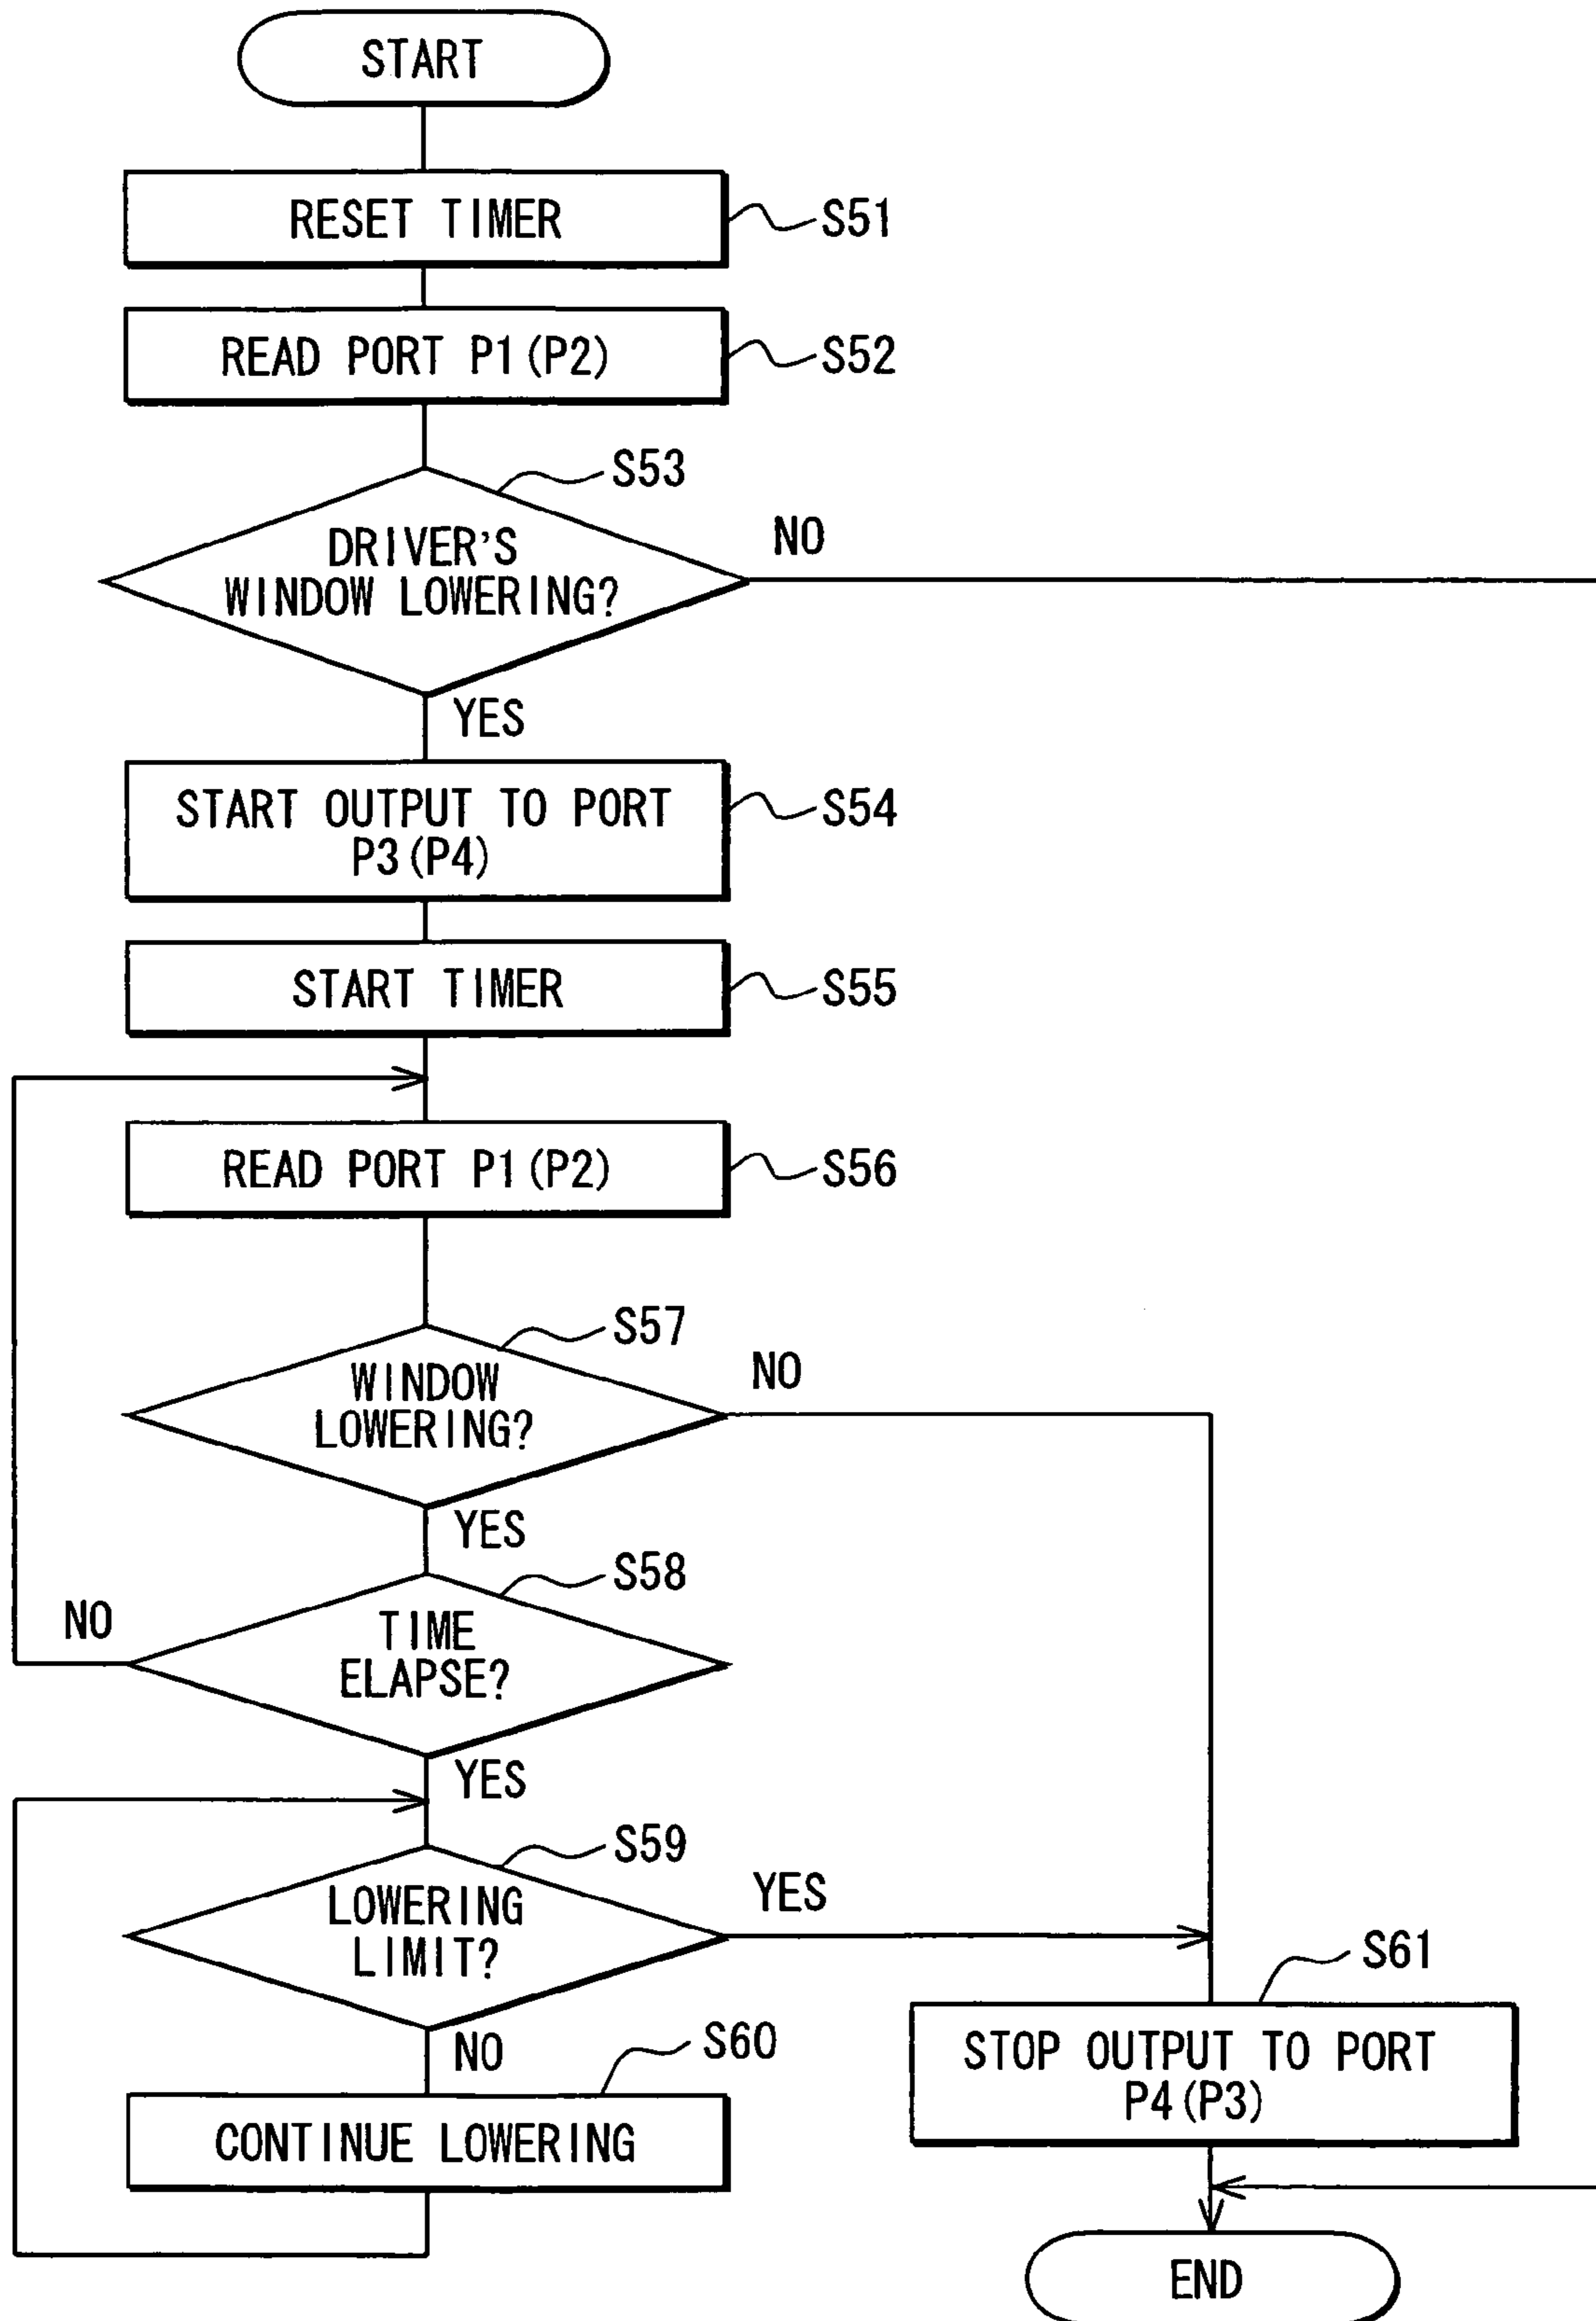 START
RESET TIMER
S51
READ PORT P1(P2)
S52
S53
DRIVER'S
WINDOW LOWERING?
NO
YES
START OUTPUT TO PORT
P3(P4)
S54
START TIMER
S55
READ PORT P1(P2)
S56
S57
WINDOW
LOWERING?
NO
YES
S58
TIME
ELAPSE?
NO
YES
S59
LOWERING
LIMIT?
YES
NO
S60
CONTINUE LOWERING
S61
STOP OUTPUT TO PORT
P4(P3)
END